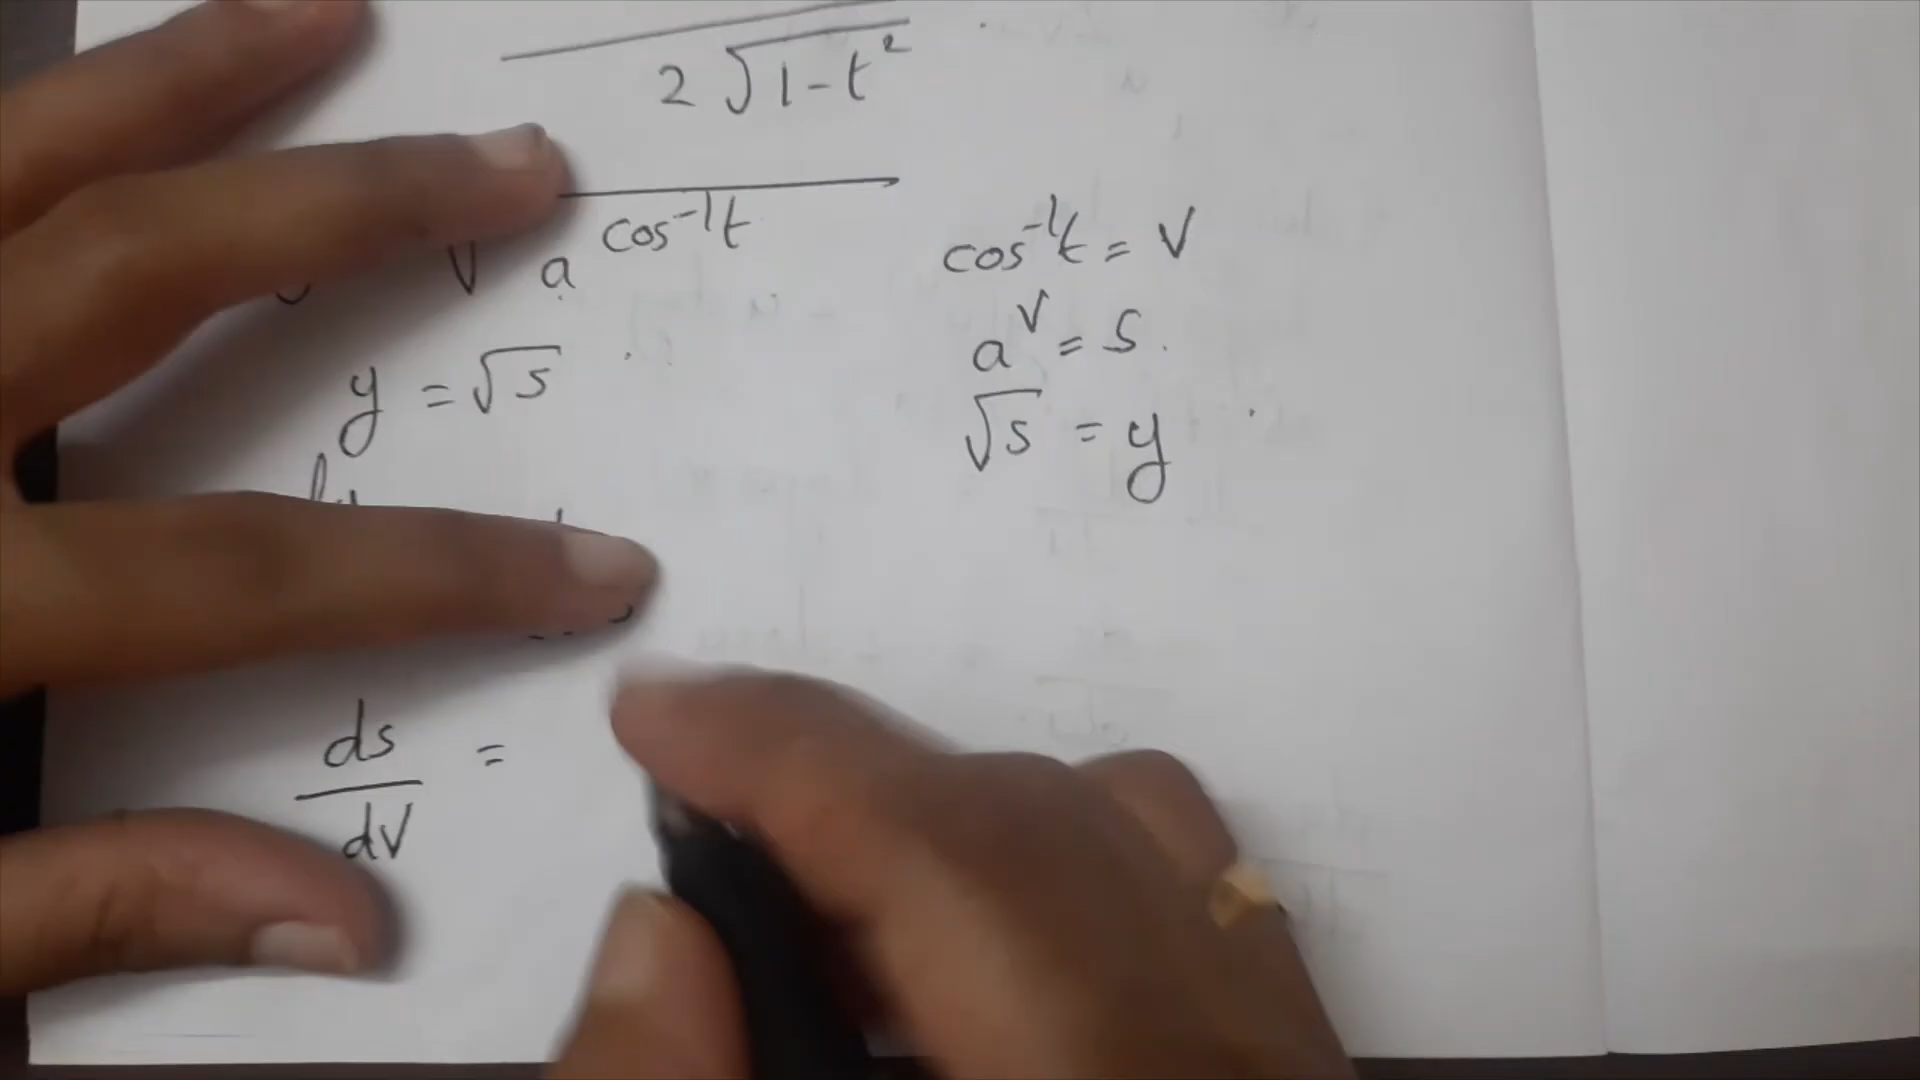 2 √1-t²
√ a^cos⁻¹t
cos⁻¹t = V
a^V = S.
y = √s
√s = y
ds
dV
=